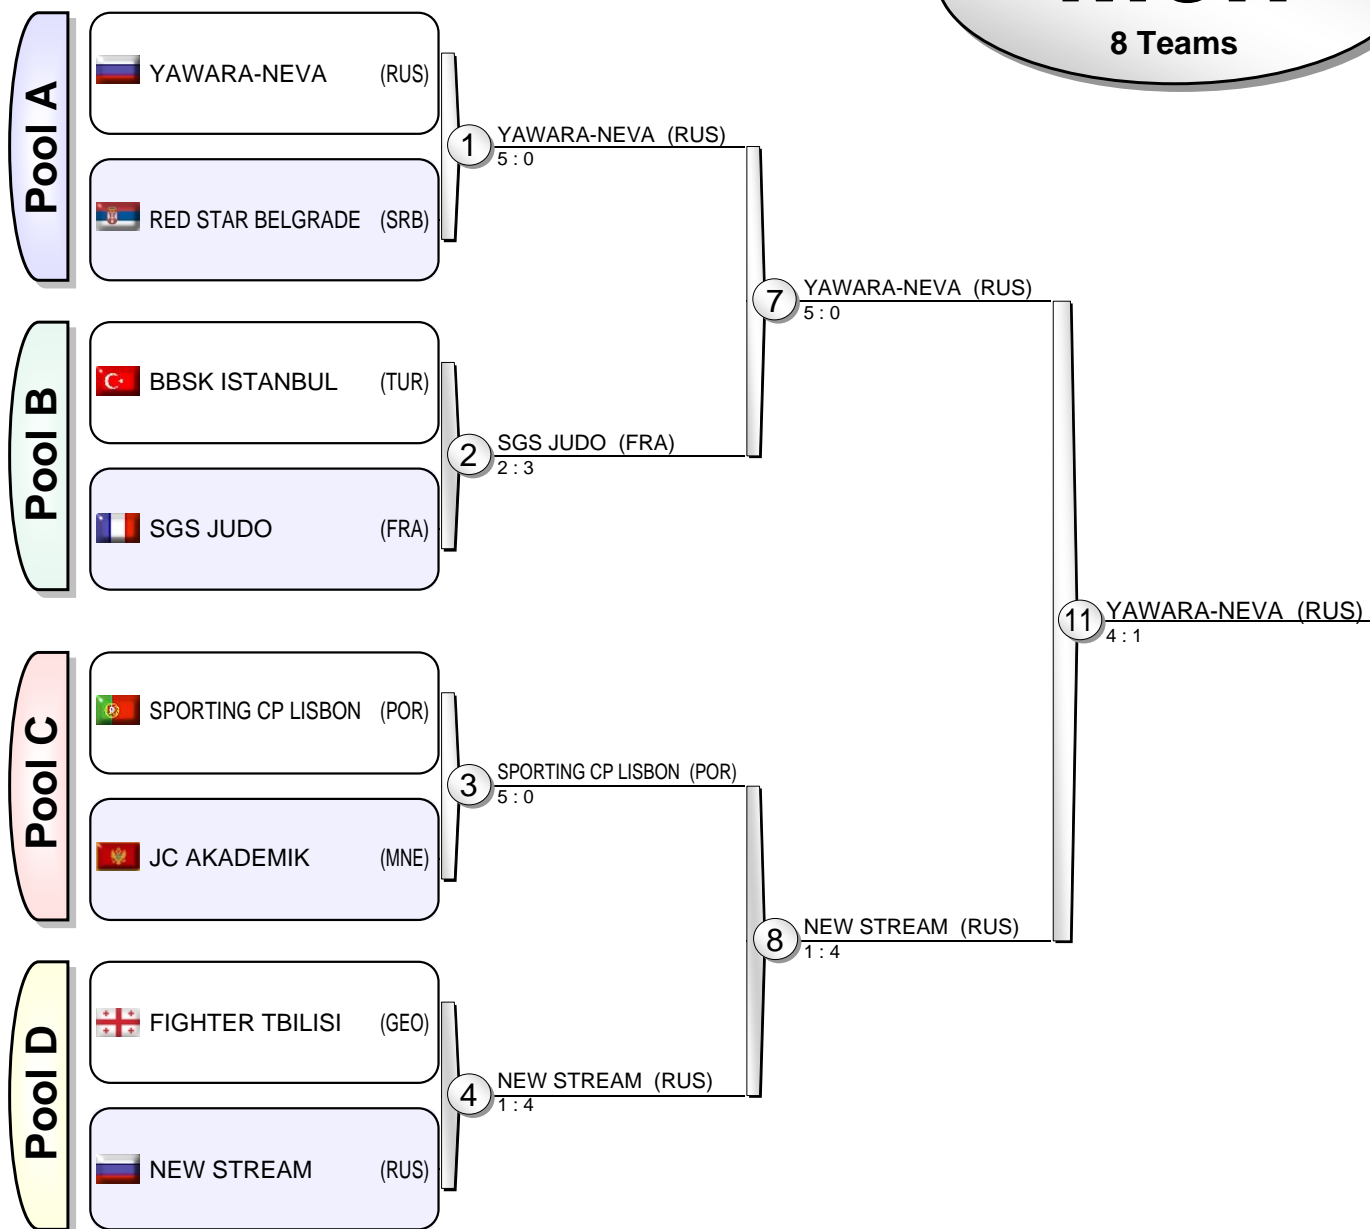 8 Teams
Pool A
YAWARA-NEVA (RUS)
RED STAR BELGRADE (SRB)
1
YAWARA-NEVA (RUS)
5 : 0
Pool B
BBSK ISTANBUL (TUR)
SGS JUDO (FRA)
2
SGS JUDO (FRA)
2 : 3
7
YAWARA-NEVA (RUS)
5 : 0
Pool C
SPORTING CP LISBON (POR)
JC AKADEMIK (MNE)
3
SPORTING CP LISBON (POR)
5 : 0
Pool D
FIGHTER TBILISI (GEO)
NEW STREAM (RUS)
4
NEW STREAM (RUS)
1 : 4
8
NEW STREAM (RUS)
1 : 4
11
YAWARA-NEVA (RUS)
4 : 1